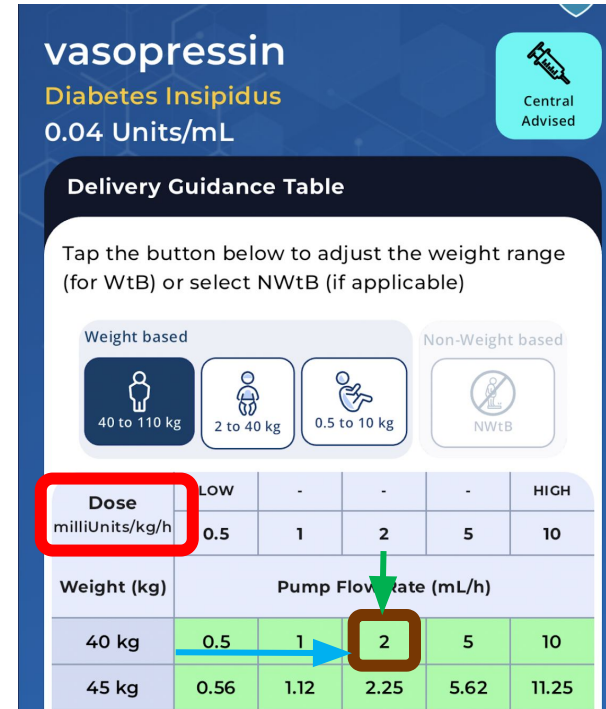 vasopressin
Diabetes Insipidus
0.04 Units/mL
Central
Advised
Delivery Guidance Table
Tap the button below to adjust the weight range
(for WtB) or select NWtB (if applicable)
Weight based
Non-Weight based
40 to 110 kg
2 to 40 kg
0.5 to 10 kg
NWtB
Dose
milliUnits/kg/h
LOW - - - HIGH
0.5 1 2 5 10
Weight (kg) Pump Flow Rate (mL/h)
40 kg 0.5 1 2 5 10
45 kg 0.56 1.12 2.25 5.62 11.25